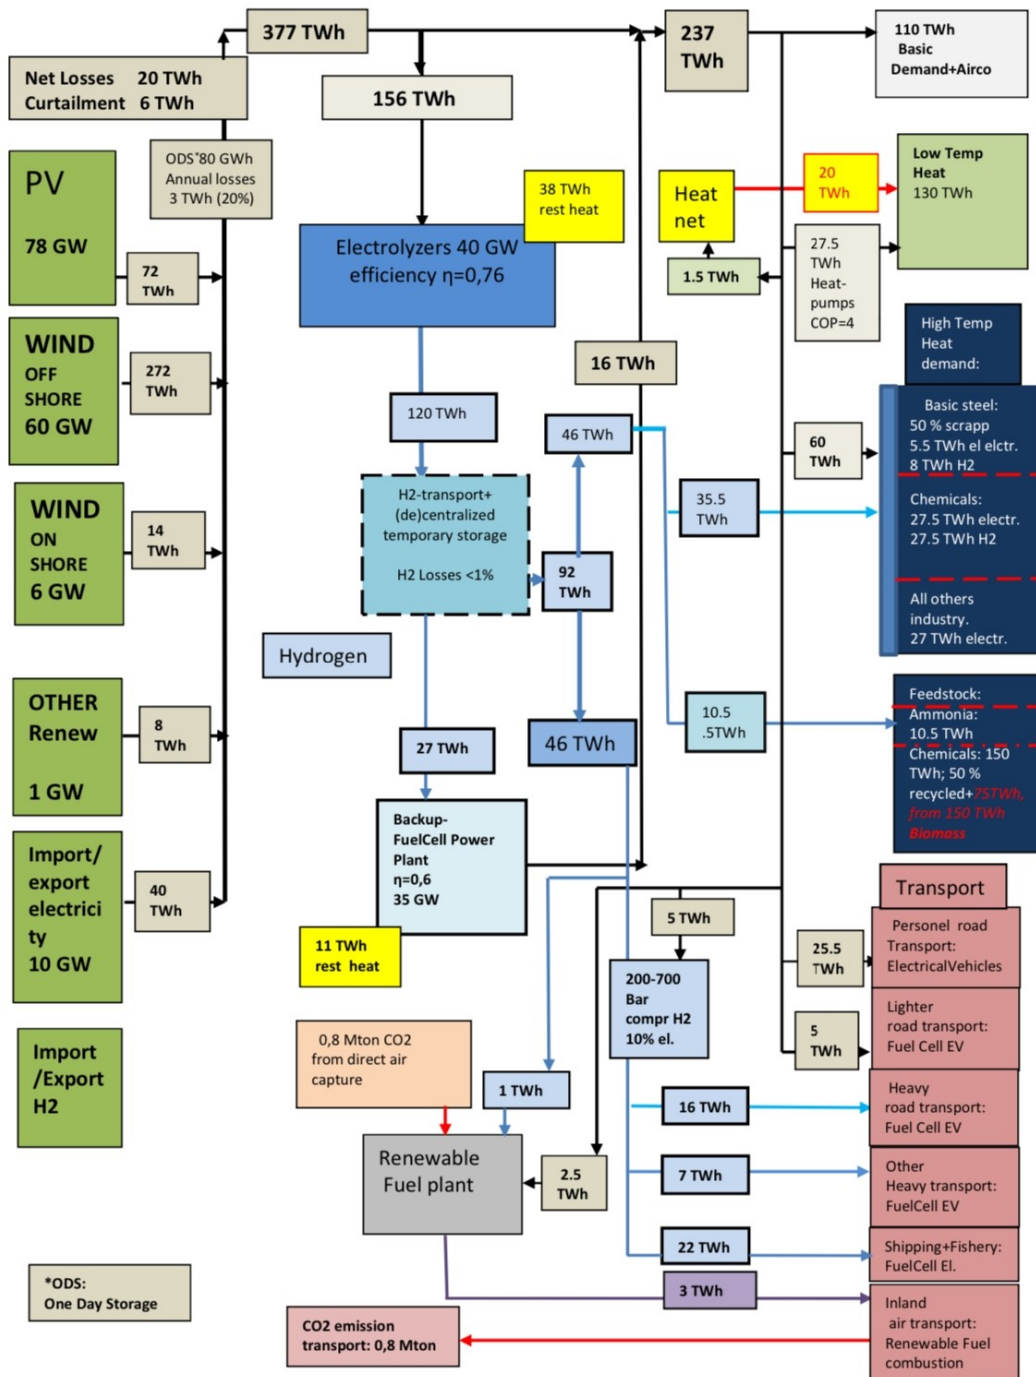 377 TWh
237
TWh
110 TWh
Basic
Demand+Airco
Net Losses 20 TWh
Curtailment 6 TWh
156 TWh
ODS*80 GWh
Annual losses
3 TWh (20%)
PV
78 GW
72
TWh
38 TWh
rest heat
Electrolyzers 40 GW
efficiency η=0,76
Heat
net
20
TWh
Low Temp
Heat
130 TWh
1.5 TWh
27.5
TWh
Heat-
pumps
COP=4
WIND
OFF
SHORE
60 GW
272
TWh
16 TWh
High Temp
Heat
demand:
120 TWh
46 TWh
60
TWh
Basic steel:
50 % scrapp
5.5 TWh el elctr.
8 TWh H2
H2-transport+
(de)centralized
temporary storage
H2 Losses <1%
35.5
TWh
Chemicals:
27.5 TWh electr.
27.5 TWh H2
WIND
ON
SHORE
6 GW
14
TWh
92
TWh
All others
industry.
27 TWh electr.
Hydrogen
OTHER
Renew
1 GW
8
TWh
27 TWh
46 TWh
10.5
.5TWh
Feedstock:
Ammonia:
10.5 TWh
Chemicals: 150
TWh; 50 %
recycled+75TWh,
from 150 TWh
Biomass
Backup-
FuelCell Power
Plant
η=0,6
35 GW
Import/
export
electrici
ty
10 GW
40
TWh
11 TWh
rest heat
5 TWh
Transport
25.5
TWh
Personel road
Transport:
ElectricalVehicles
200-700
Bar
compr H2
10% el.
5
TWh
Lighter
road transport:
Fuel Cell EV
Import
/Export
H2
0,8 Mton CO2
from direct air
capture
1 TWh
16 TWh
Heavy
road transport:
Fuel Cell EV
Renewable
Fuel plant
2.5
TWh
7 TWh
Other
Heavy transport:
FuelCell EV
22 TWh
Shipping+Fishery:
FuelCell El.
*ODS:
One Day Storage
3 TWh
Inland
air transport:
Renewable Fuel
combustion
CO2 emission
transport: 0,8 Mton